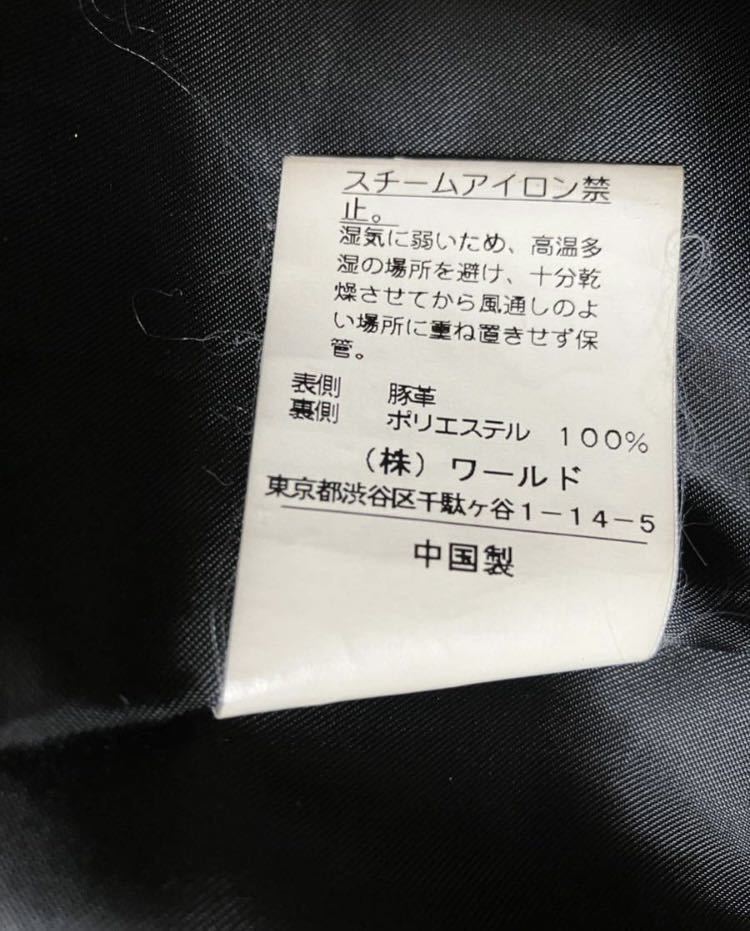 スチームアイロン禁
止。
湿気に弱いため、高温多
湿の場所を避け、十分乾
燥させてから風通しのよ
い場所に重ね置きせず保
管。
表側 豚革
裏側 ポリエステル 100%
(株) ワールド
東京都渋谷区千駄ヶ谷1-14-5
中国製